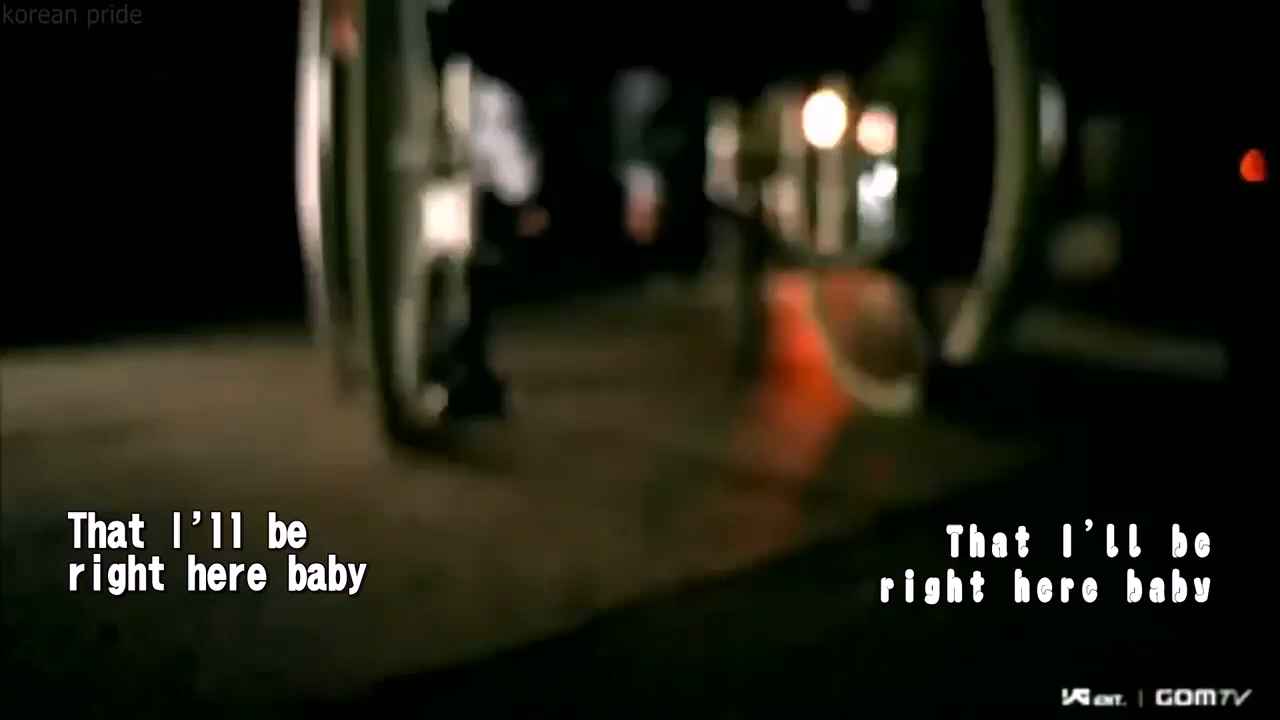 korean pride
That I'll be
right here baby
That I'll be
right here baby
YG ENT. | GOMTV